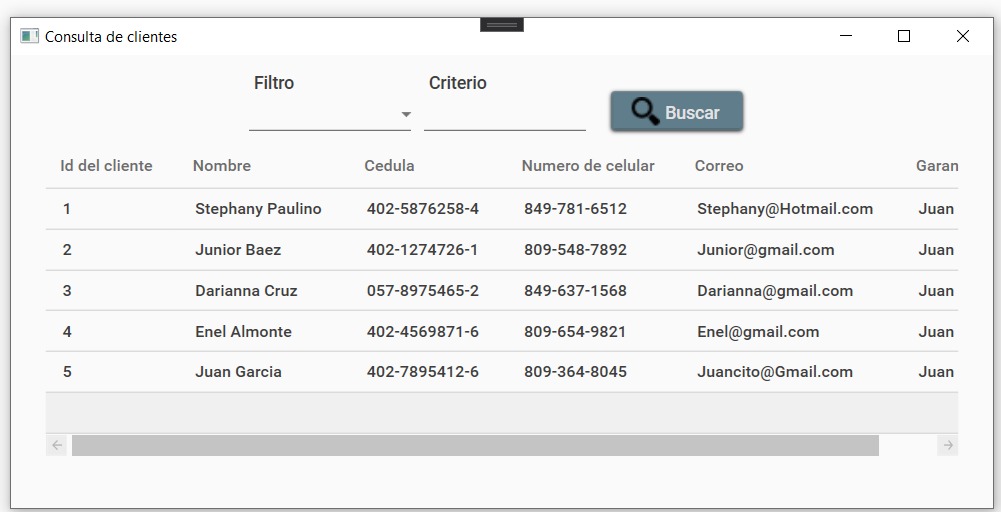 Consulta de clientes
Filtro Criterio
Buscar
Id del cliente Nombre Cedula Numero de celular Correo Garan
1 Stephany Paulino 402-5876258-4 849-781-6512 Stephany@Hotmail.com Juan
2 Junior Baez 402-1274726-1 809-548-7892 Junior@gmail.com Juan
3 Darianna Cruz 057-8975465-2 849-637-1568 Darianna@gmail.com Juan
4 Enel Almonte 402-4569871-6 809-654-9821 Enel@gmail.com Juan
5 Juan Garcia 402-7895412-6 809-364-8045 Juancito@Gmail.com Juan